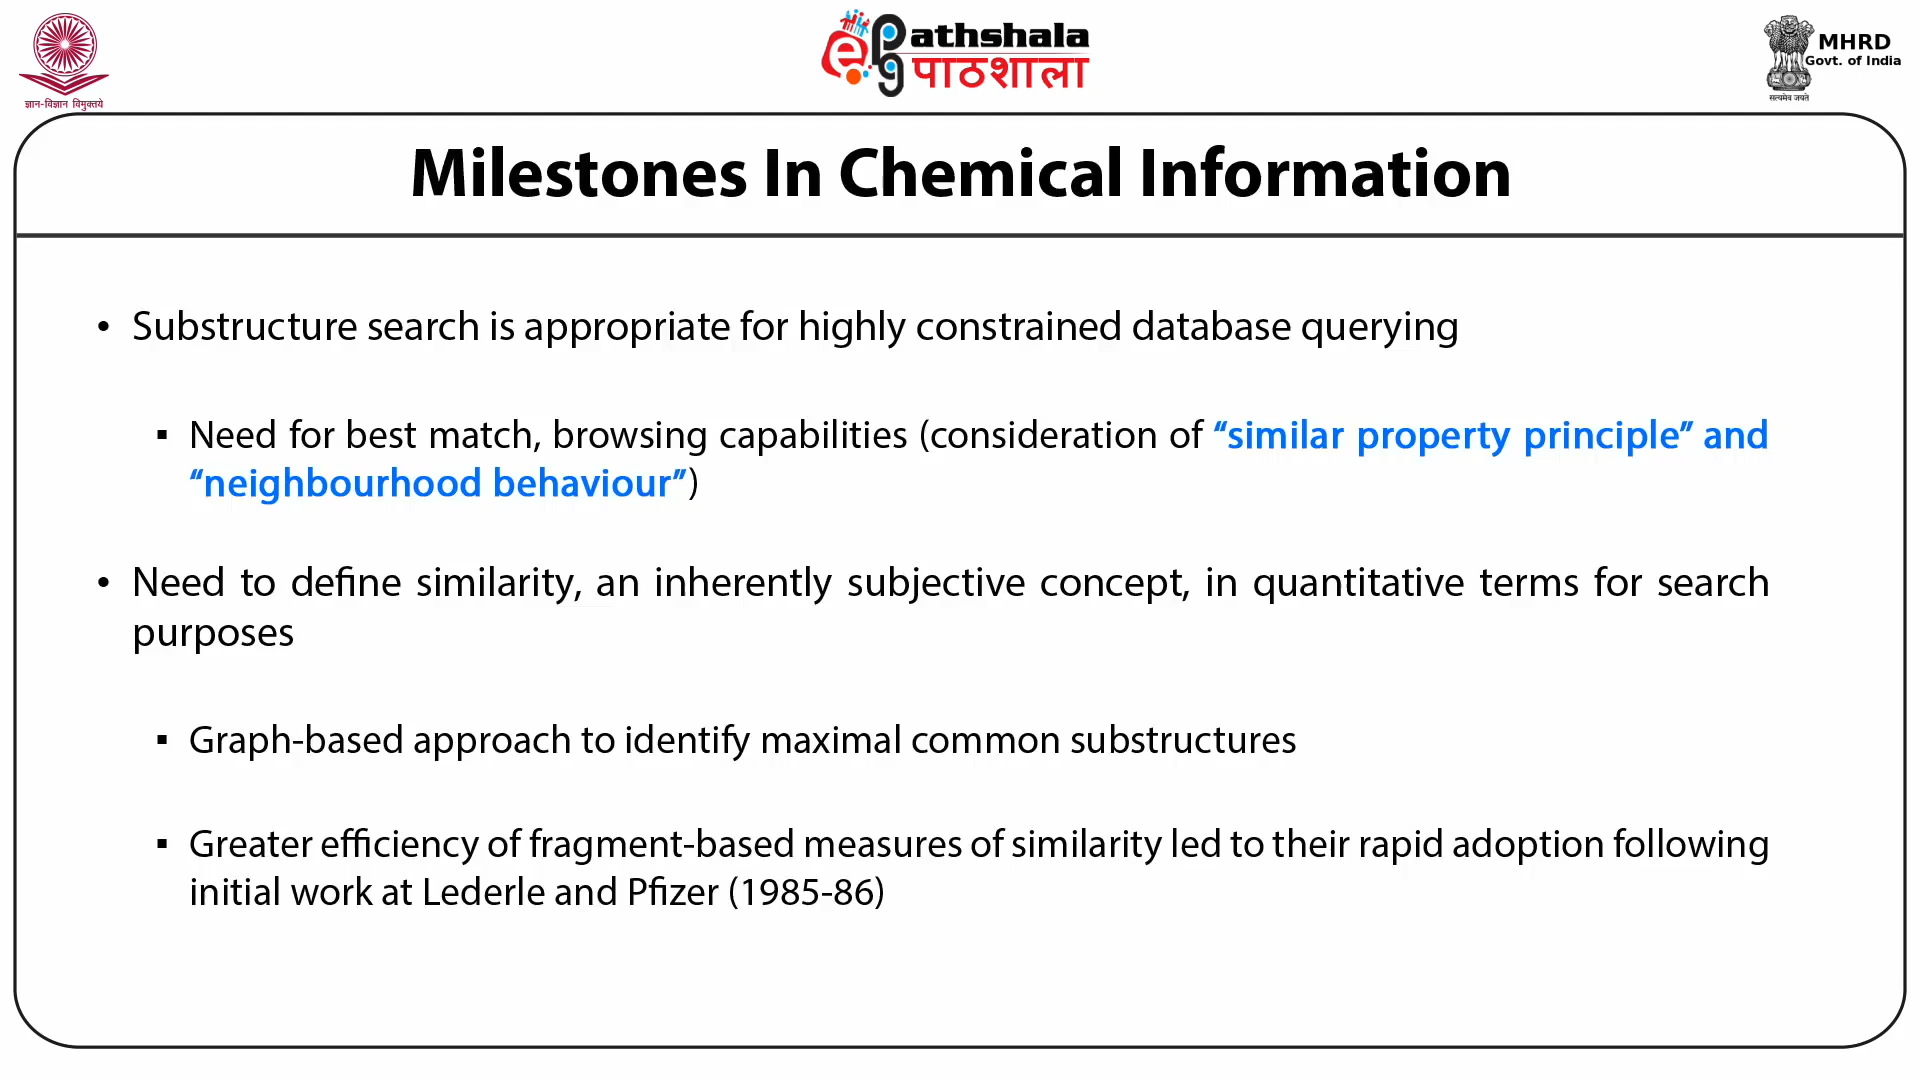 ज्ञान-विज्ञान विमुक्तये
ePg Pathshala
पाठशाला
MHRD
Govt. of India
सत्यमेव जयते
Milestones In Chemical Information
• Substructure search is appropriate for highly constrained database querying
▪ Need for best match, browsing capabilities (consideration of “similar property principle” and
“neighbourhood behaviour”)
• Need to define similarity, an inherently subjective concept, in quantitative terms for search
purposes
▪ Graph-based approach to identify maximal common substructures
▪ Greater efficiency of fragment-based measures of similarity led to their rapid adoption following
initial work at Lederle and Pfizer (1985-86)